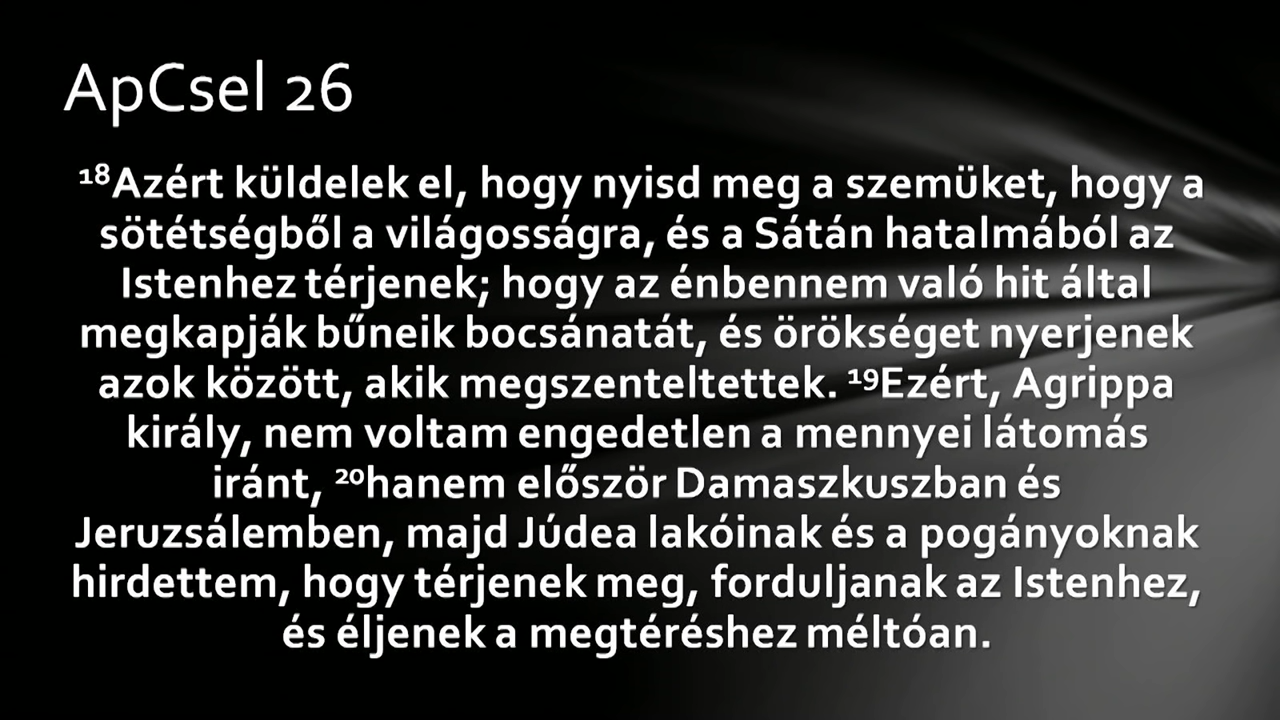 ApCsel 26
¹⁸Azért küldelek el, hogy nyisd meg a szemüket, hogy a
sötétségből a világosságra, és a Sátán hatalmából az
Istenhez térjenek; hogy az énbennem való hit által
megkapják bűneik bocsánatát, és örökséget nyerjenek
azok között, akik megszenteltettek. ¹⁹Ezért, Agrippa
király, nem voltam engedetlen a mennyei látomás
iránt, ²⁰hanem először Damaszkuszban és
Jeruzsálemben, majd Júdea lakóinak és a pogányoknak
hirdettem, hogy térjenek meg, forduljanak az Istenhez,
és éljenek a megtéréshez méltóan.